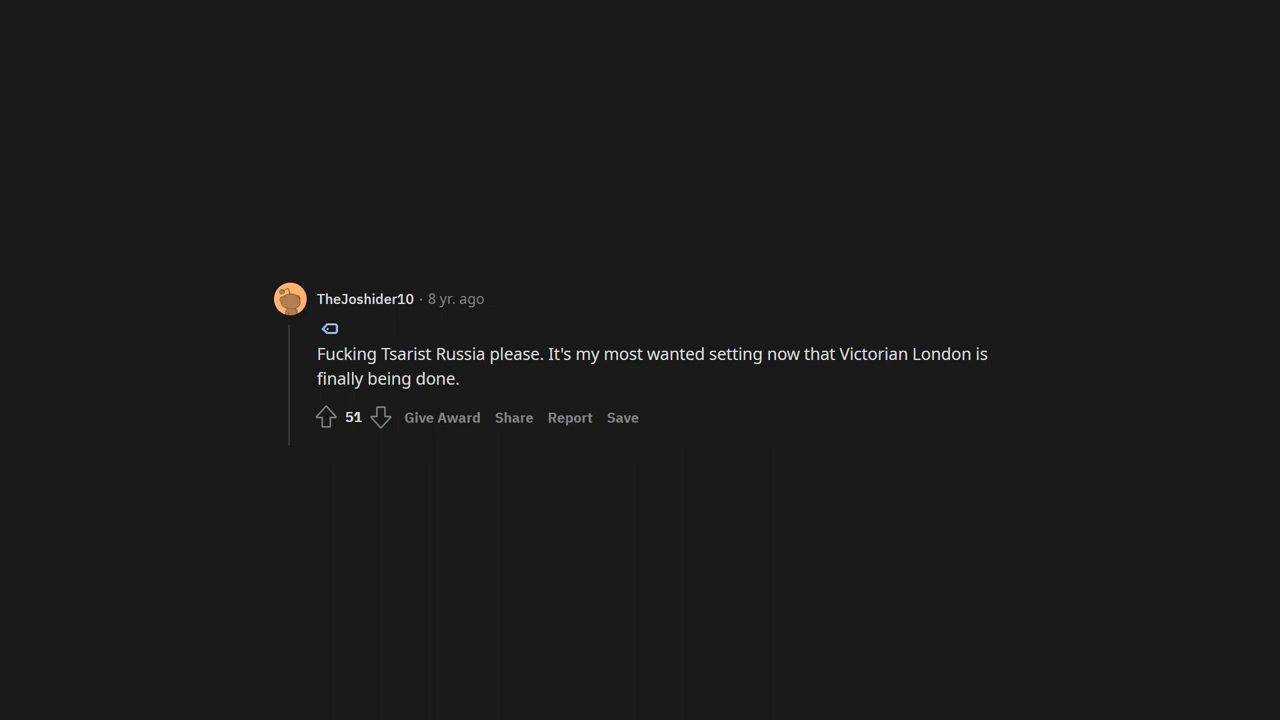 TheJoshider10 · 8 yr. ago
Fucking Tsarist Russia please. It's my most wanted setting now that Victorian London is
finally being done.
51 Give Award Share Report Save